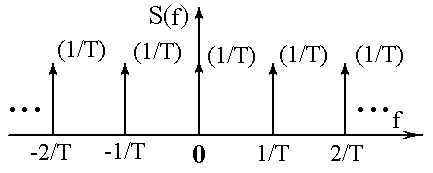 S(f)
(1/T) (1/T) (1/T) (1/T) (1/T)
... ... f
-2/T -1/T 0 1/T 2/T